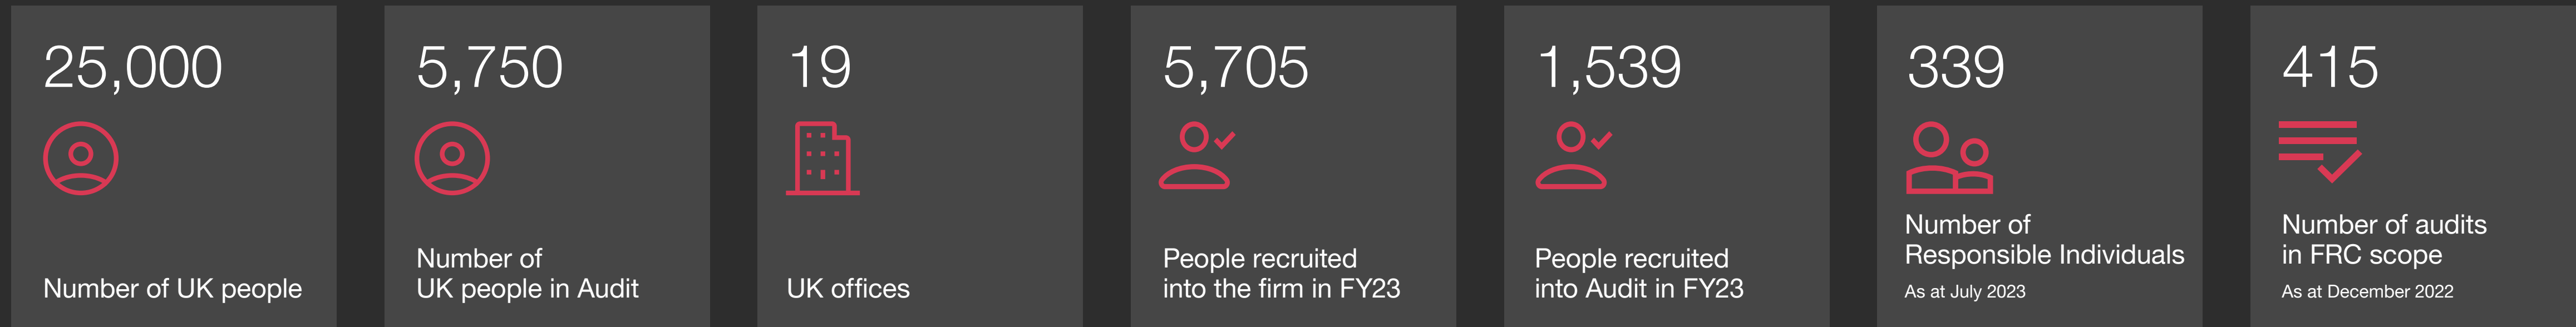 25,000
Number of UK people
5,750
Number of
UK people in Audit
19
UK offices
5,705
People recruited
into the firm in FY23
1,539
People recruited
into Audit in FY23
339
Number of
Responsible Individuals
As at July 2023
415
Number of audits
in FRC scope
As at December 2022